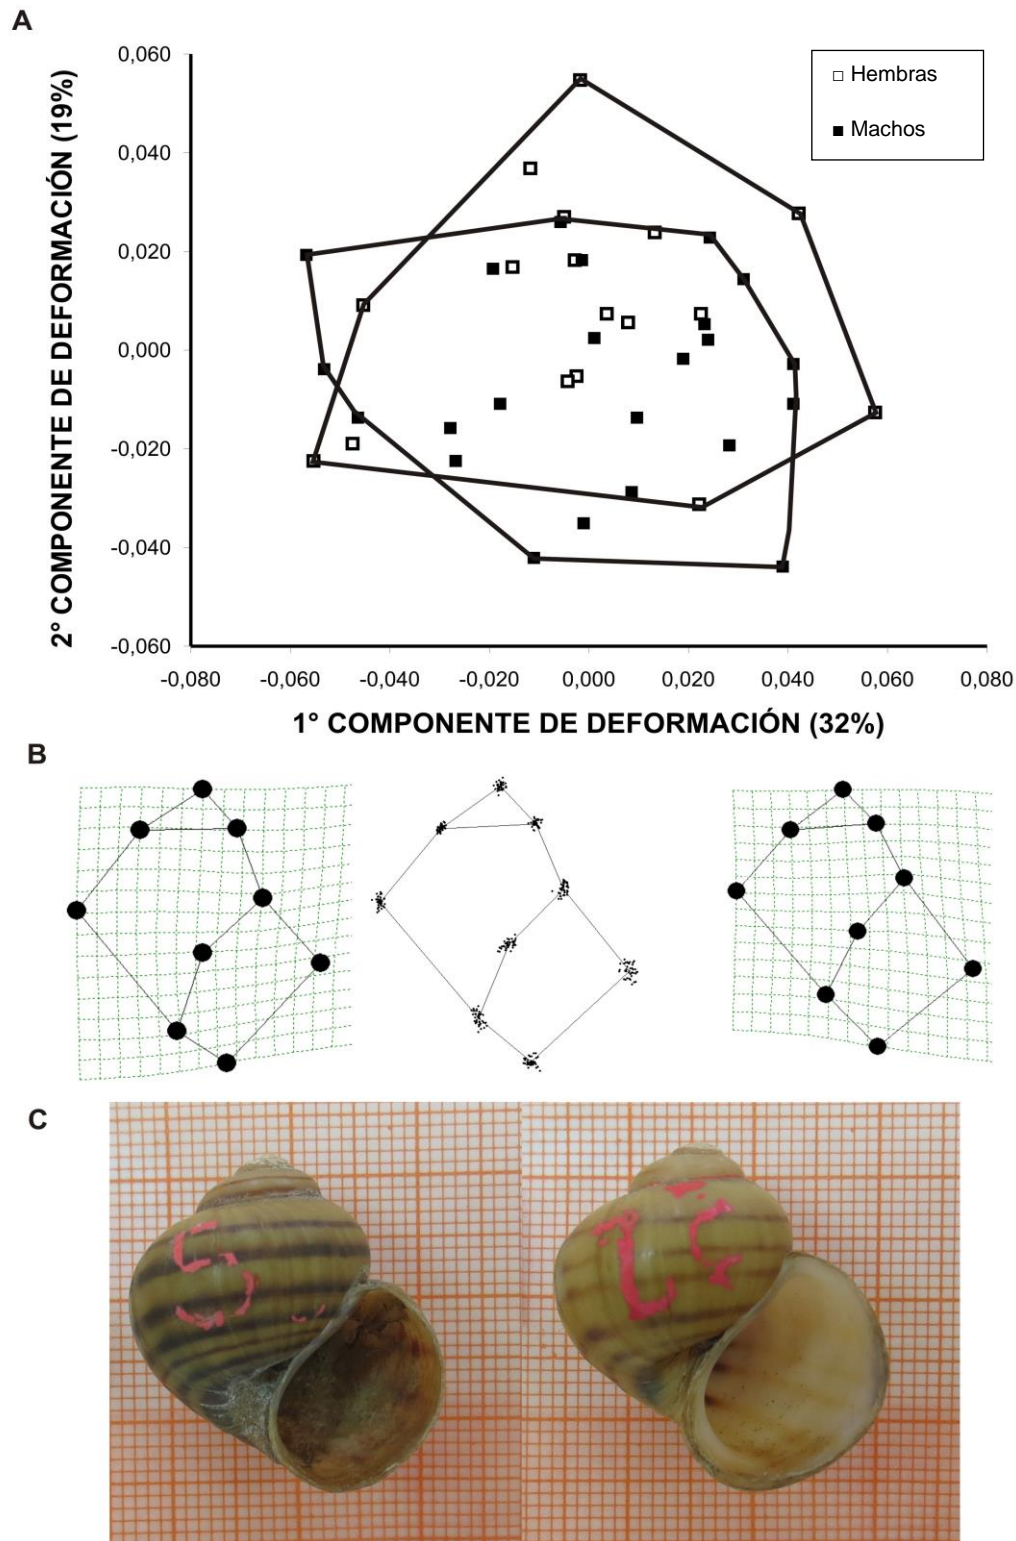 A
0,060
0,040
0,020
0,000
-0,020
-0,040
-0,060
2° COMPONENTE DE DEFORMACIÓN (19%)
□ Hembras
■ Machos
-0,080 -0,060 -0,040 -0,020 0,000 0,020 0,040 0,060 0,080
1° COMPONENTE DE DEFORMACIÓN (32%)
B
C